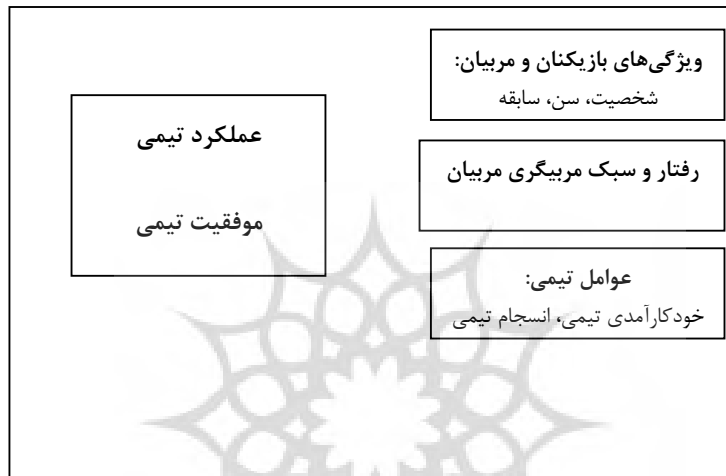 ویژگی‌های بازیکنان و مربیان:
شخصیت، سن، سابقه
رفتار و سبک مربیگری مربیان
عوامل تیمی:
خودکارآمدی تیمی، انسجام تیمی
عملکرد تیمی
موفقیت تیمی